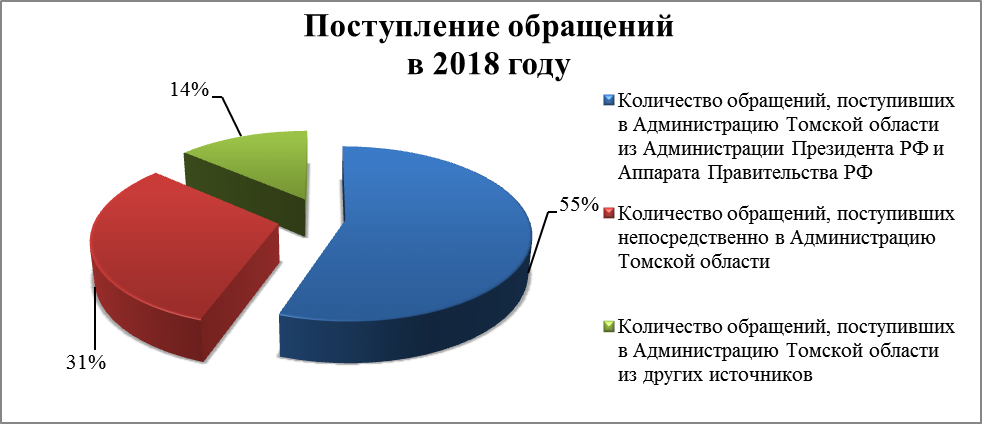 Поступление обращений
в 2018 году
14%
55%
31%
Количество обращений, поступивших
в Администрацию Томской области
из Администрации Президента РФ и
Аппарата Правительства РФ
Количество обращений, поступивших
непосредственно в Администрацию
Томской области
Количество обращений, поступивших
в Администрацию Томской области
из других источников